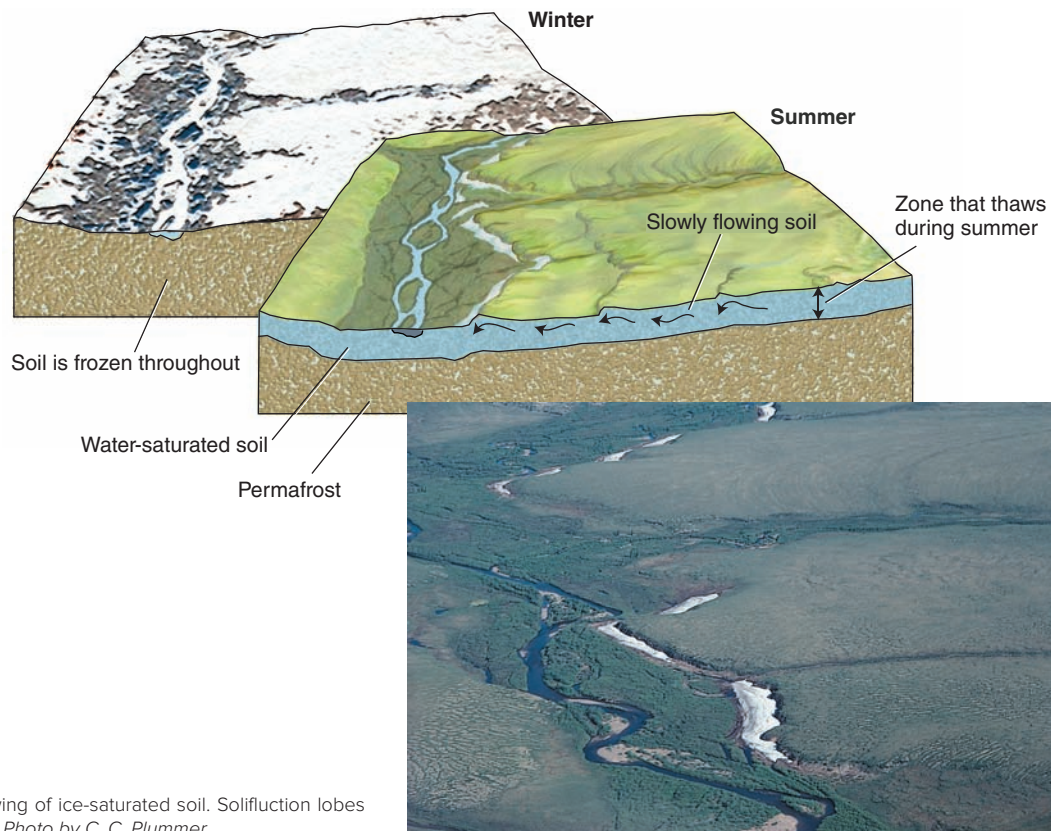 Winter
Summer
Slowly flowing soil
Zone that thaws
during summer
Soil is frozen throughout
Water-saturated soil
Permafrost
of ice-saturated soil. Solifluction lobes
Photo by C. C. Plummer